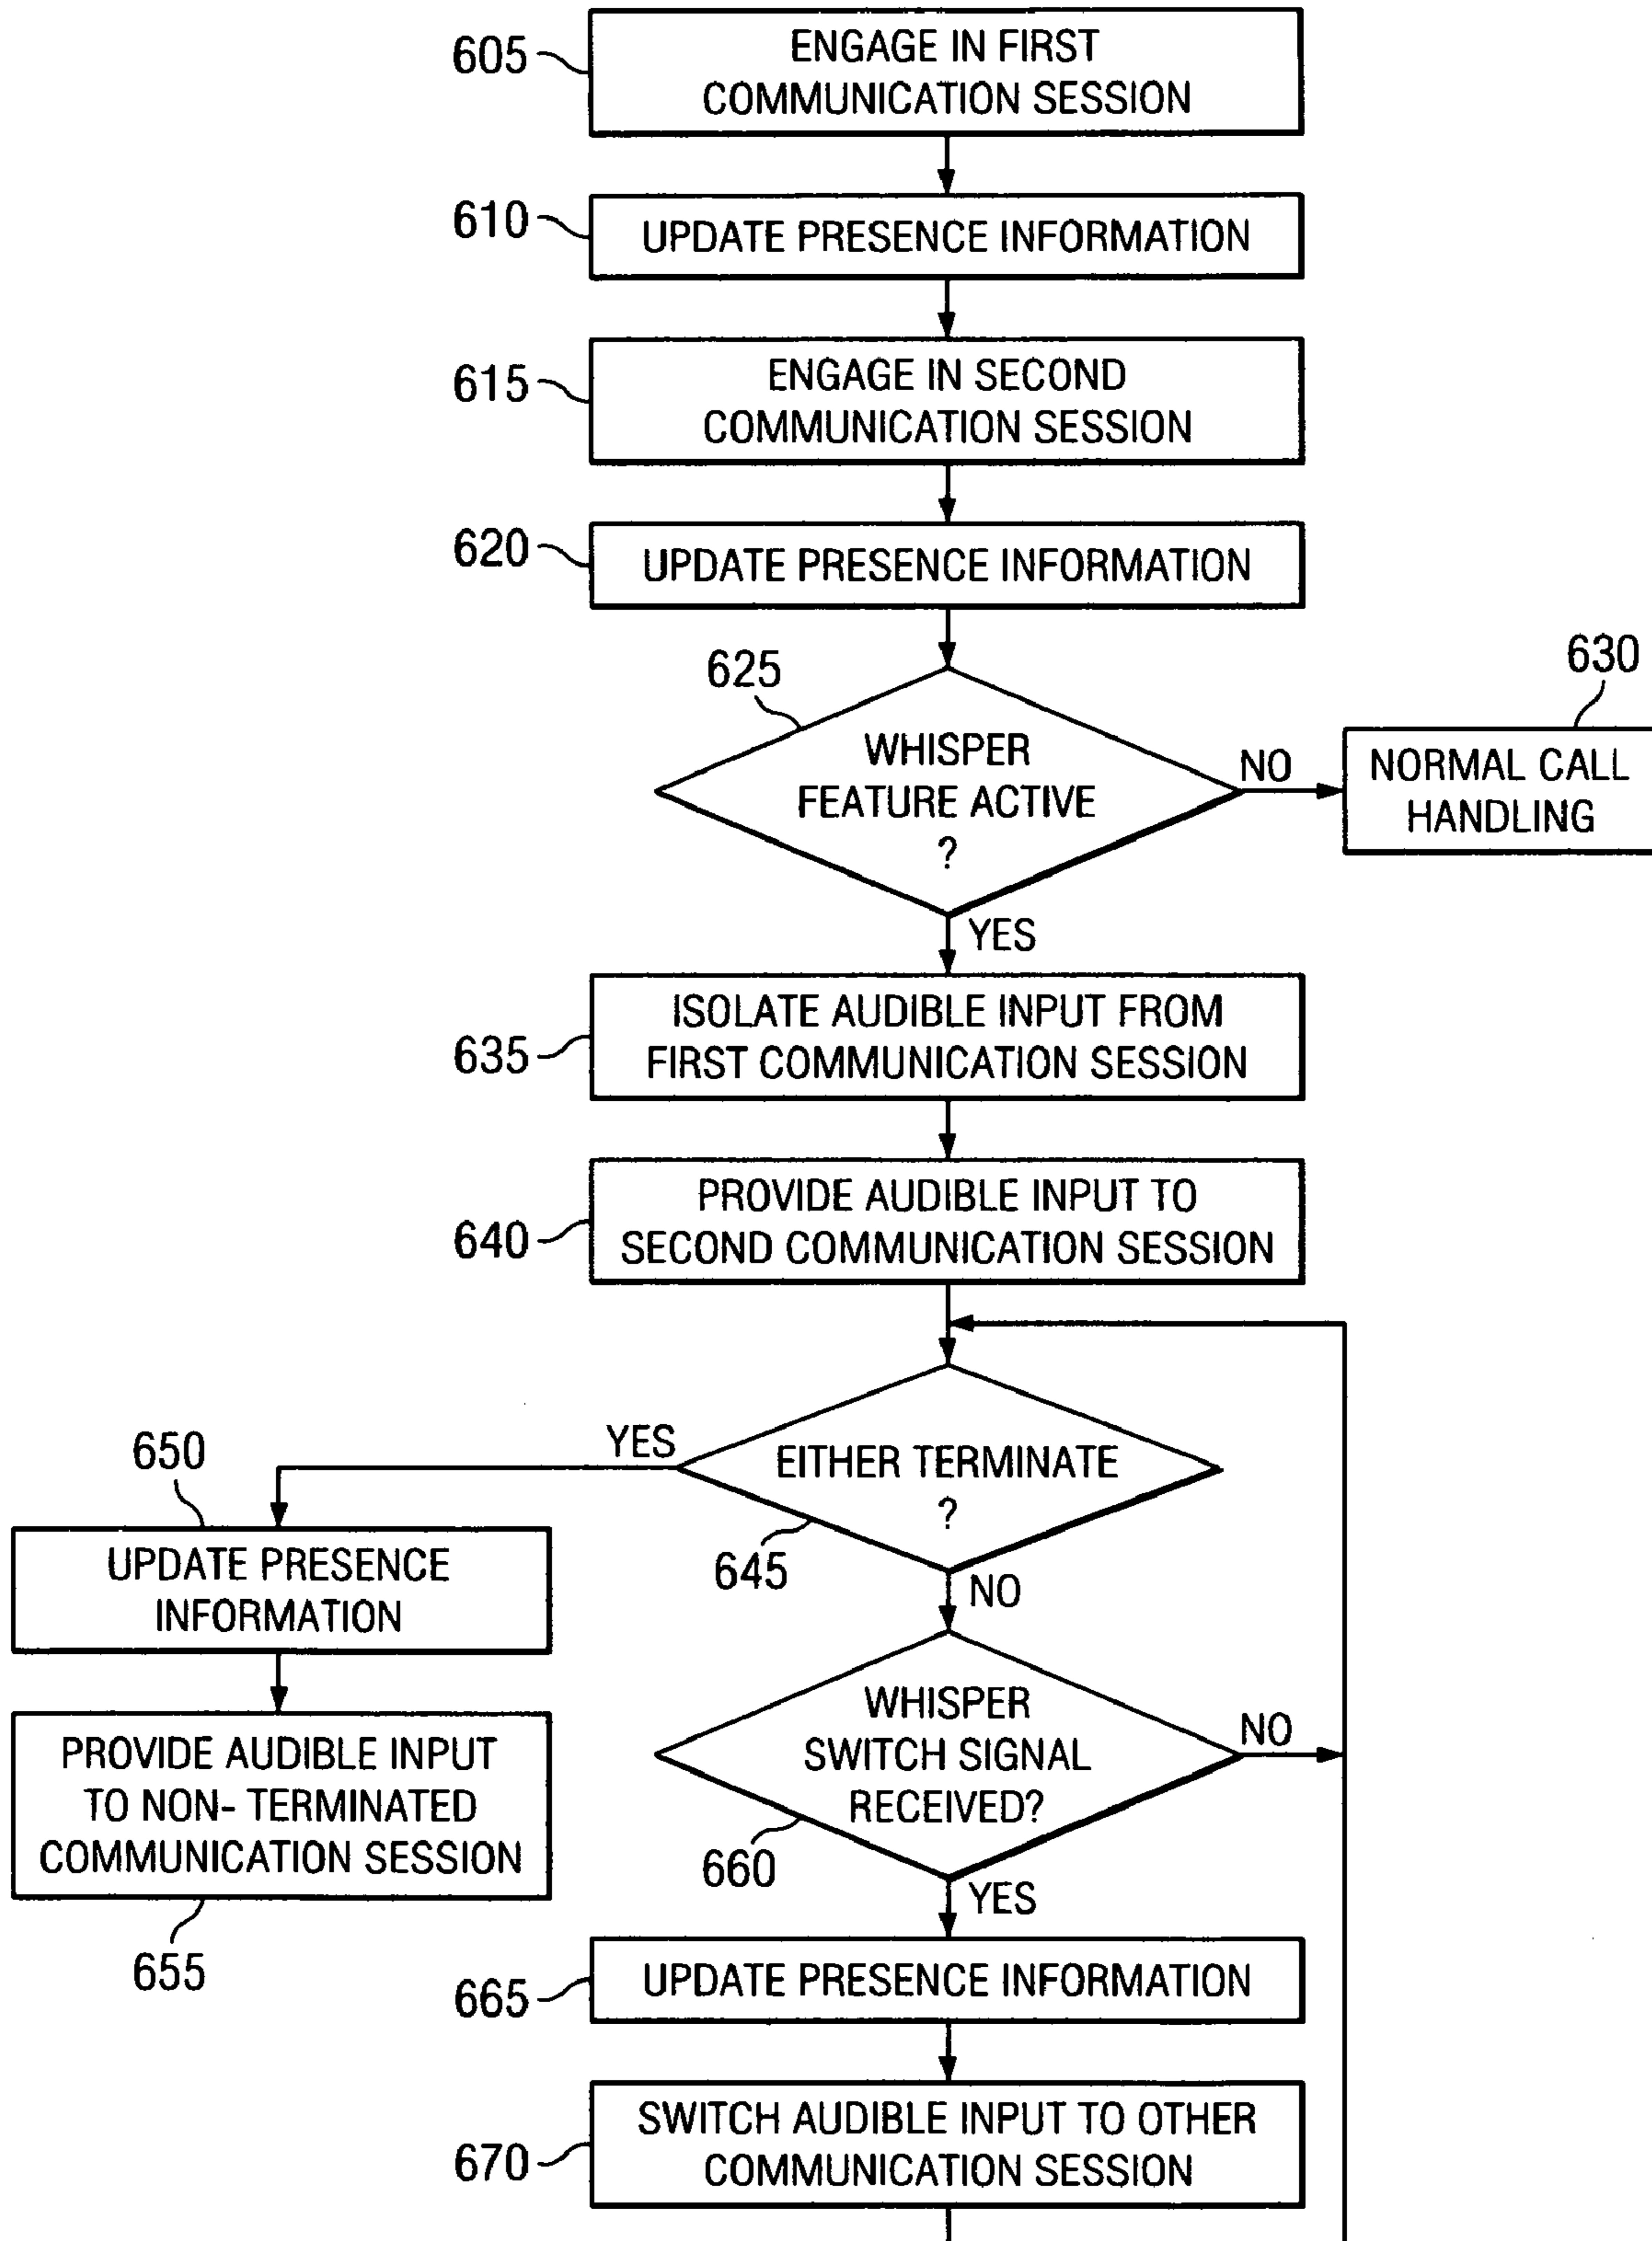 605
ENGAGE IN FIRST
COMMUNICATION SESSION
610
UPDATE PRESENCE INFORMATION
615
ENGAGE IN SECOND
COMMUNICATION SESSION
620
UPDATE PRESENCE INFORMATION
625
WHISPER
FEATURE ACTIVE
?
NO
630
NORMAL CALL
HANDLING
YES
635
ISOLATE AUDIBLE INPUT FROM
FIRST COMMUNICATION SESSION
640
PROVIDE AUDIBLE INPUT TO
SECOND COMMUNICATION SESSION
EITHER TERMINATE
?
645
YES
650
UPDATE PRESENCE
INFORMATION
PROVIDE AUDIBLE INPUT
TO NON- TERMINATED
COMMUNICATION SESSION
655
NO
WHISPER
SWITCH SIGNAL
RECEIVED?
660
NO
YES
665
UPDATE PRESENCE INFORMATION
670
SWITCH AUDIBLE INPUT TO OTHER
COMMUNICATION SESSION